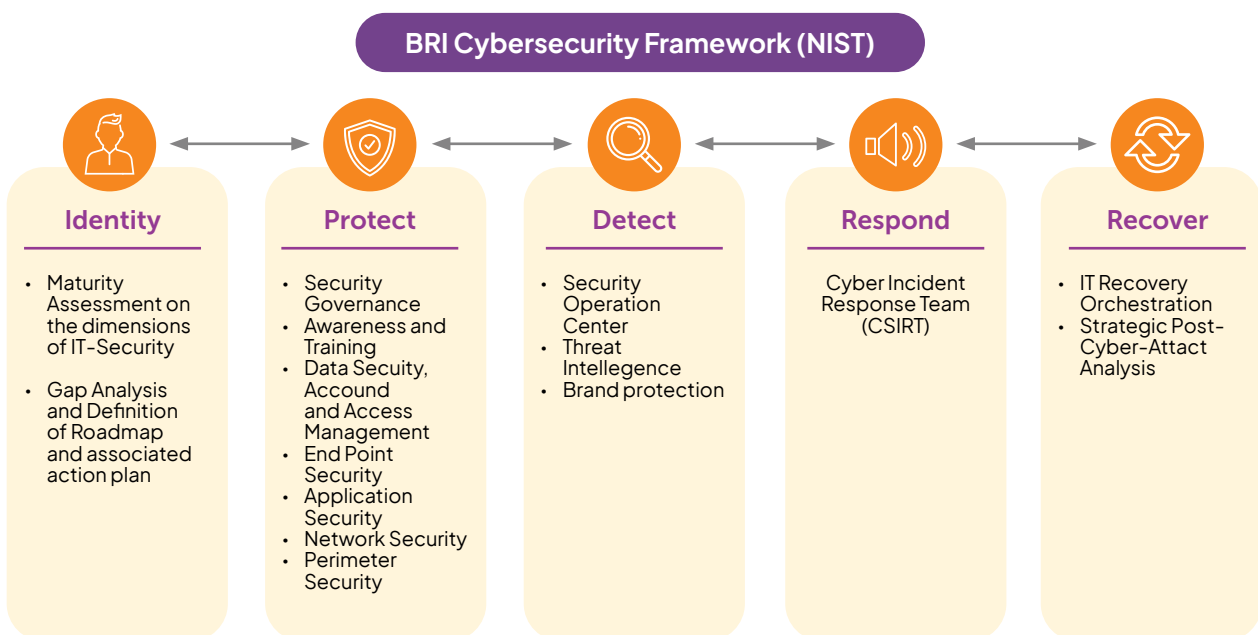 BRI Cybersecurity Framework (NIST)
Identity
• Maturity
Assessment on
the dimensions
of IT-Security
• Gap Analysis
and Definition
of Roadmap
and associated
action plan
Protect
• Security
Governance
• Awareness and
Training
• Data Secuity,
Accound
and Access
Management
• End Point
Security
• Application
Security
• Network Security
• Perimeter
Security
Detect
• Security
Operation
Center
• Threat
Intellegence
• Brand protection
Respond
Cyber Incident
Response Team
(CSIRT)
Recover
• IT Recovery
Orchestration
• Strategic Post-
Cyber-Attact
Analysis